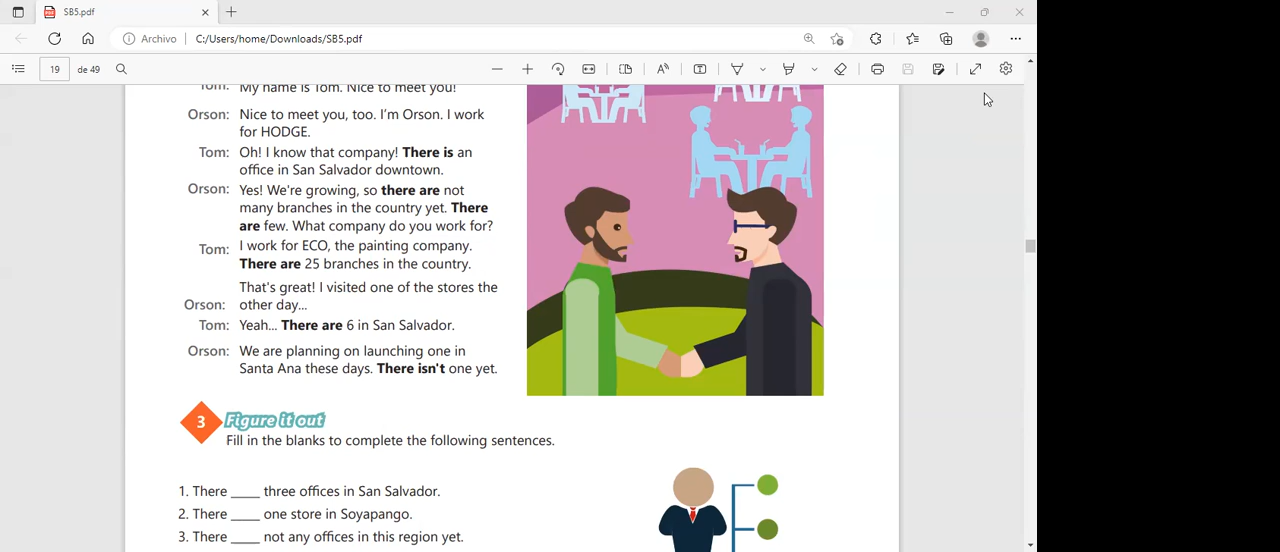 SB5.pdf
Archivo C:/Users/home/Downloads/SB5.pdf
19 de 49
Tom: My name is Tom. Nice to meet you!
Orson: Nice to meet you, too. I'm Orson. I work
for HODGE.
Tom: Oh! I know that company! There is an
office in San Salvador downtown.
Orson: Yes! We're growing, so there are not
many branches in the country yet. There
are few. What company do you work for?
Tom: I work for ECO, the painting company.
There are 25 branches in the country.
That's great! I visited one of the stores the
Orson: other day...
Tom: Yeah... There are 6 in San Salvador.
Orson: We are planning on launching one in
Santa Ana these days. There isn't one yet.
3 Figure it out
Fill in the blanks to complete the following sentences.
1. There ____ three offices in San Salvador.
2. There ____ one store in Soyapango.
3. There ____ not any offices in this region yet.